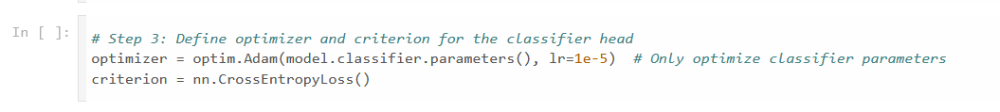 In [ ]:
# Step 3: Define optimizer and criterion for the classifier head
optimizer = optim.Adam(model.classifier.parameters(), lr=1e-5)  # Only optimize classifier parameters
criterion = nn.CrossEntropyLoss()